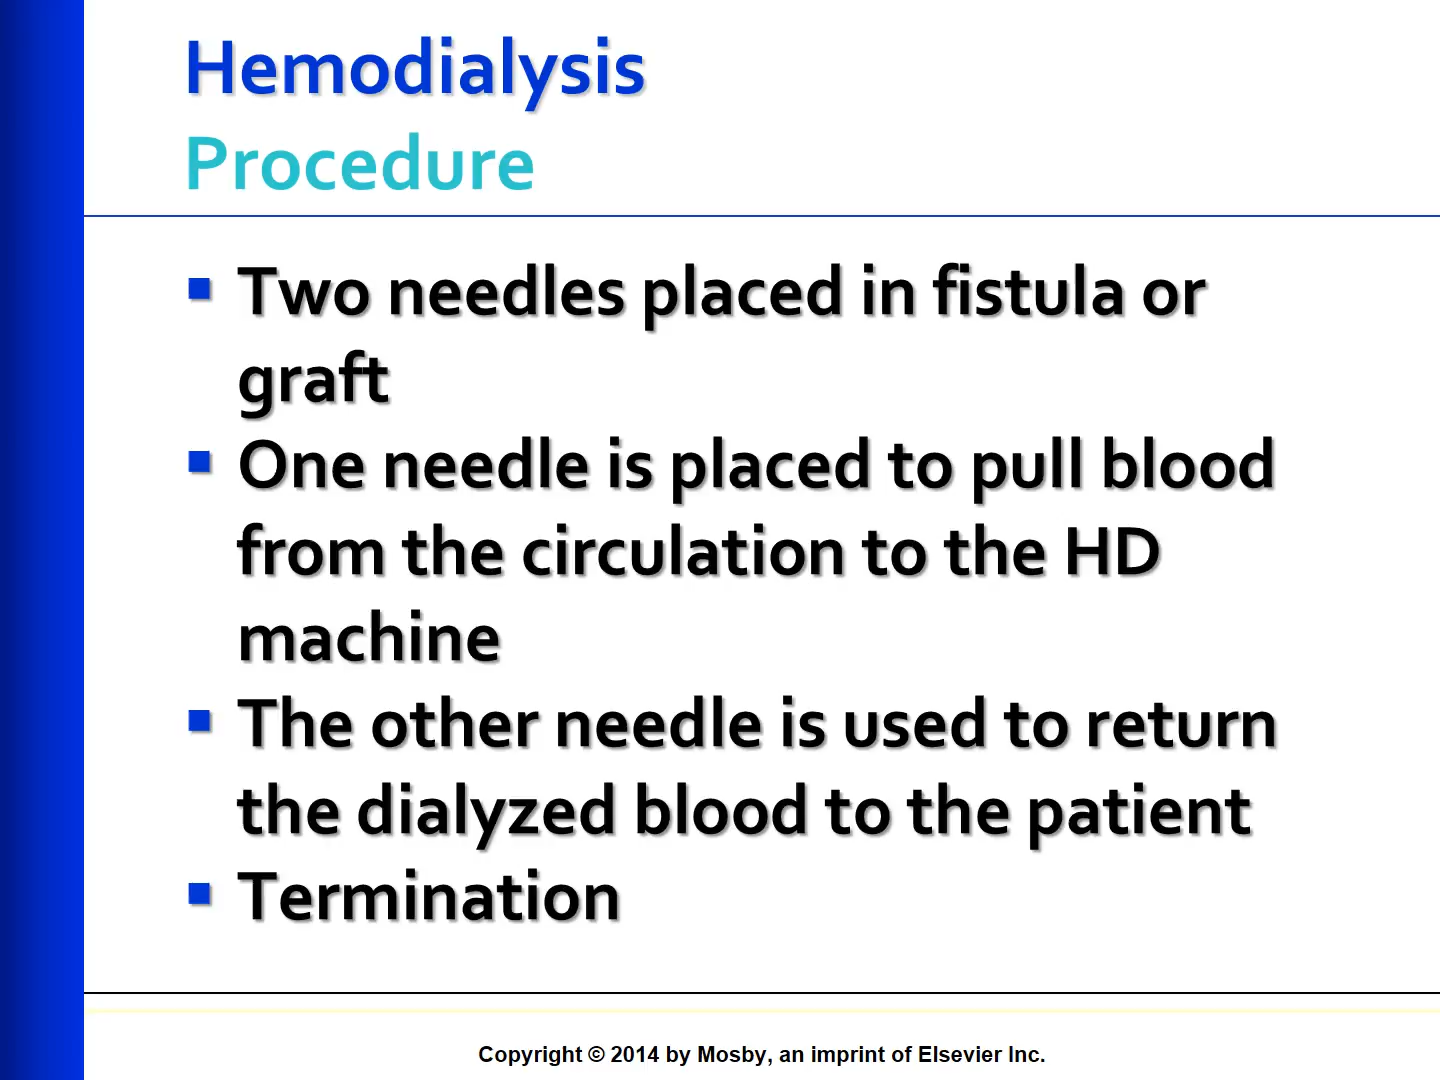 Hemodialysis
Procedure
▪ Two needles placed in fistula or
graft
▪ One needle is placed to pull blood
from the circulation to the HD
machine
▪ The other needle is used to return
the dialyzed blood to the patient
▪ Termination
Copyright © 2014 by Mosby, an imprint of Elsevier Inc.